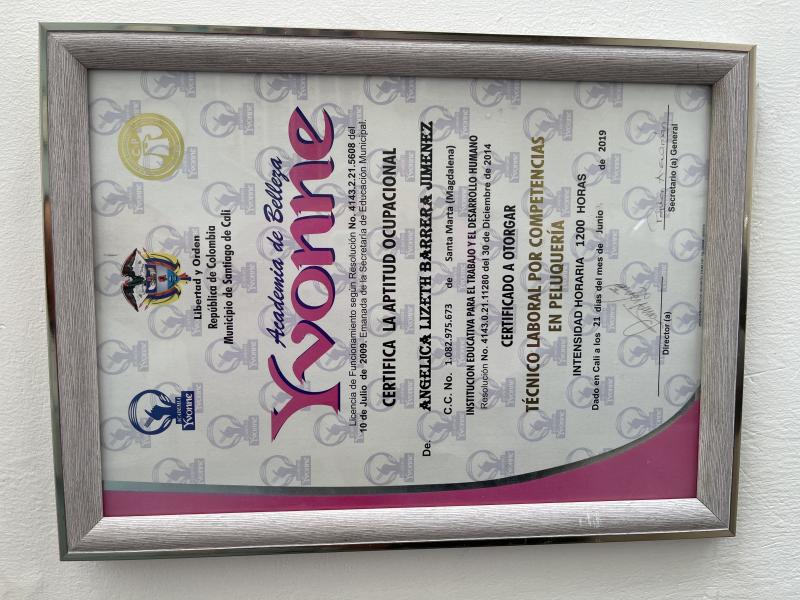 ACADEMIA
Yvonne
Libertad y Orden
República de Colombia
Municipio de Santiago de Cali
Academia de Belleza
Yvonne
Licencia de Funcionamiento según Resolución No. 4143.2.21.5608 del
10 de Julio de 2009. Emanada de la Secretaría de Educación Municipal.
CERTIFICA LA APTITUD OCUPACIONAL
De. ANGELICA LIZETH BARRERA JIMENEZ
C.C. No. 1.082.975.673 de Santa Marta (Magdalena)
INSTITUCION EDUCATIVA PARA EL TRABAJO Y EL DESARROLLO HUMANO
Resolución No. 4143.0.21.11280 del 30 de Diciembre de 2014
CERTIFICADO A OTORGAR
TÉCNICO LABORAL POR COMPETENCIAS
EN PELUQUERÍA
INTENSIDAD HORARIA 1200 HORAS
Dado en Cali a los 21 días del mes de Junio de 2019
Director (a)
Secretario (a) General